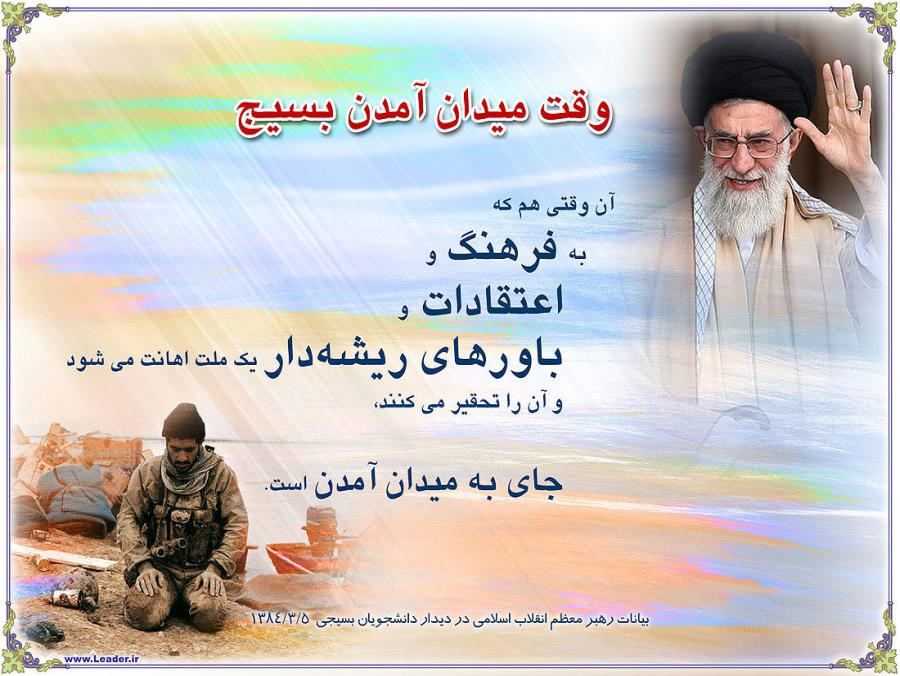 وقت میدان آمدن بسیج
آن وقتی هم که
به فرهنگ و
اعتقادات و
باورهای ریشه‌دار یک ملت اهانت می شود
و آن را تحقیر می کنند،
جای به میدان آمدن است.
بیانات رهبر معظم انقلاب اسلامی در دیدار دانشجویان بسیجی ۱۳۸٤/۳/۵
www.Leader.ir